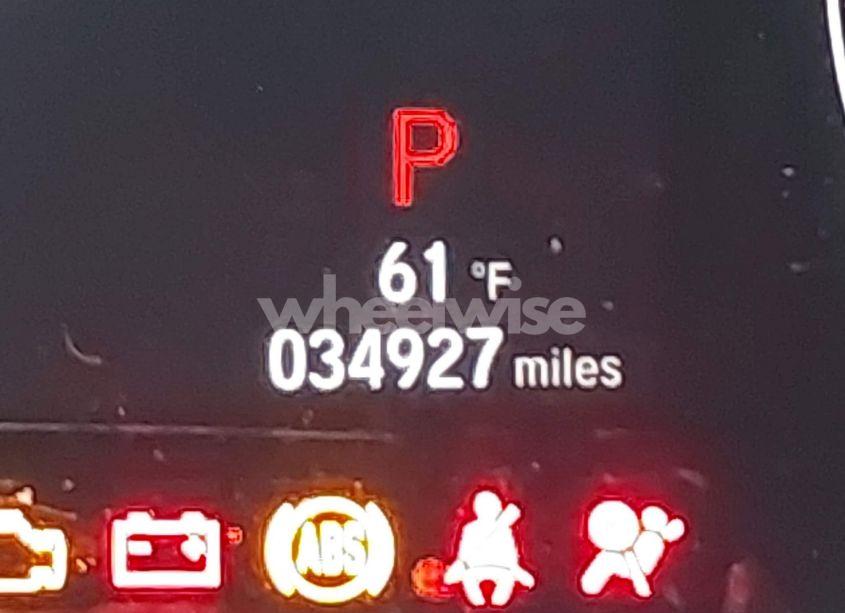 P
61 °F
wheelwise
034927 miles
ABS